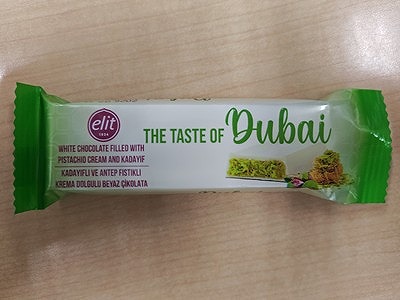 elit
1924
THE TASTE OF Dubai
WHITE CHOCOLATE FILLED WITH
PISTACHIO CREAM AND KADAYIF
KADAYIFLI VE ANTEP FISTIKLI
KREMA DOLGULU BEYAZ ÇİKOLATA